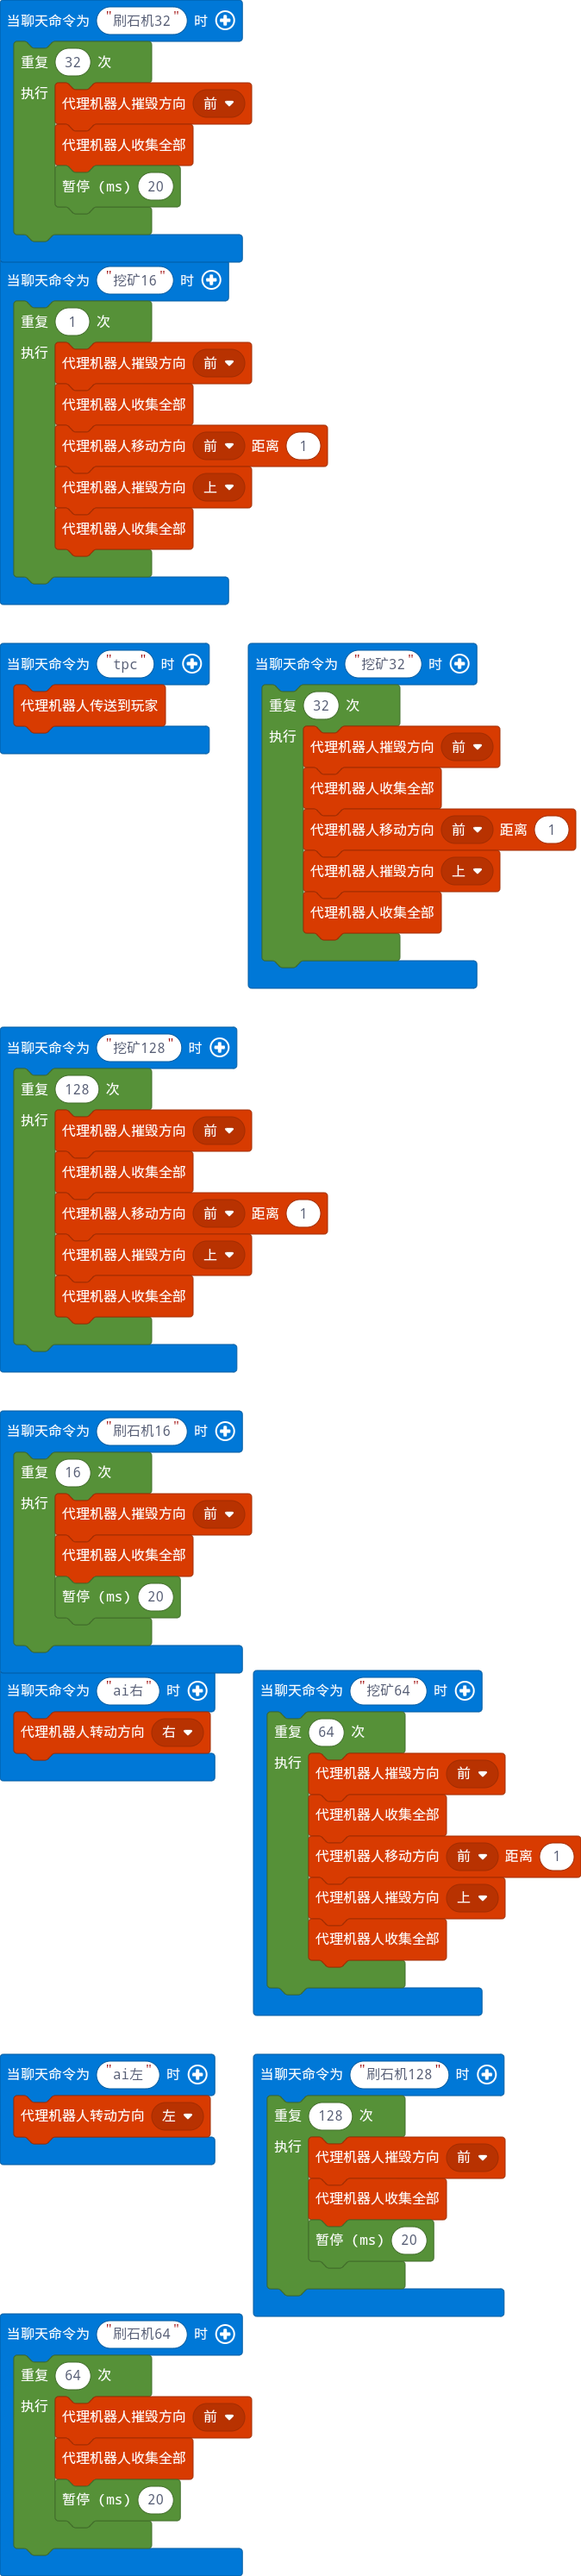 当聊天命令为 "刷石机32" 时
重复 32 次
执行
代理机器人摧毁方向 前
代理机器人收集全部
暂停 (ms) 20
当聊天命令为 "挖矿16" 时
重复 1 次
执行
代理机器人摧毁方向 前
代理机器人收集全部
代理机器人移动方向 前 距离 1
代理机器人摧毁方向 上
代理机器人收集全部
当聊天命令为 "tpc" 时
代理机器人传送到玩家
当聊天命令为 "挖矿32" 时
重复 32 次
执行
代理机器人摧毁方向 前
代理机器人收集全部
代理机器人移动方向 前 距离 1
代理机器人摧毁方向 上
代理机器人收集全部
当聊天命令为 "挖矿128" 时
重复 128 次
执行
代理机器人摧毁方向 前
代理机器人收集全部
代理机器人移动方向 前 距离 1
代理机器人摧毁方向 上
代理机器人收集全部
当聊天命令为 "刷石机16" 时
重复 16 次
执行
代理机器人摧毁方向 前
代理机器人收集全部
暂停 (ms) 20
当聊天命令为 "ai右" 时
代理机器人转动方向 右
当聊天命令为 "挖矿64" 时
重复 64 次
执行
代理机器人摧毁方向 前
代理机器人收集全部
代理机器人移动方向 前 距离 1
代理机器人摧毁方向 上
代理机器人收集全部
当聊天命令为 "ai左" 时
代理机器人转动方向 左
当聊天命令为 "刷石机128" 时
重复 128 次
执行
代理机器人摧毁方向 前
代理机器人收集全部
暂停 (ms) 20
当聊天命令为 "刷石机64" 时
重复 64 次
执行
代理机器人摧毁方向 前
代理机器人收集全部
暂停 (ms) 20